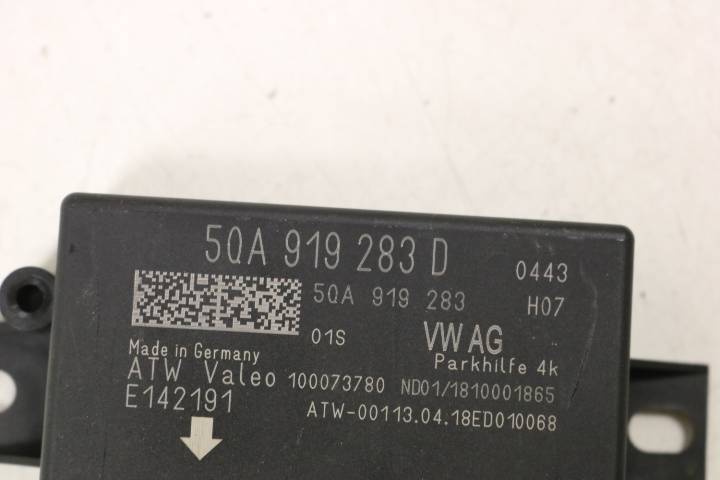 5QA 919 283 D 0443
5QA 919 283 H07
01S VW AG
Made in Germany Parkhilfe 4k
ATW Valeo 100073780 ND01/1810001865
E142191 ATW-00113.04.18ED010068